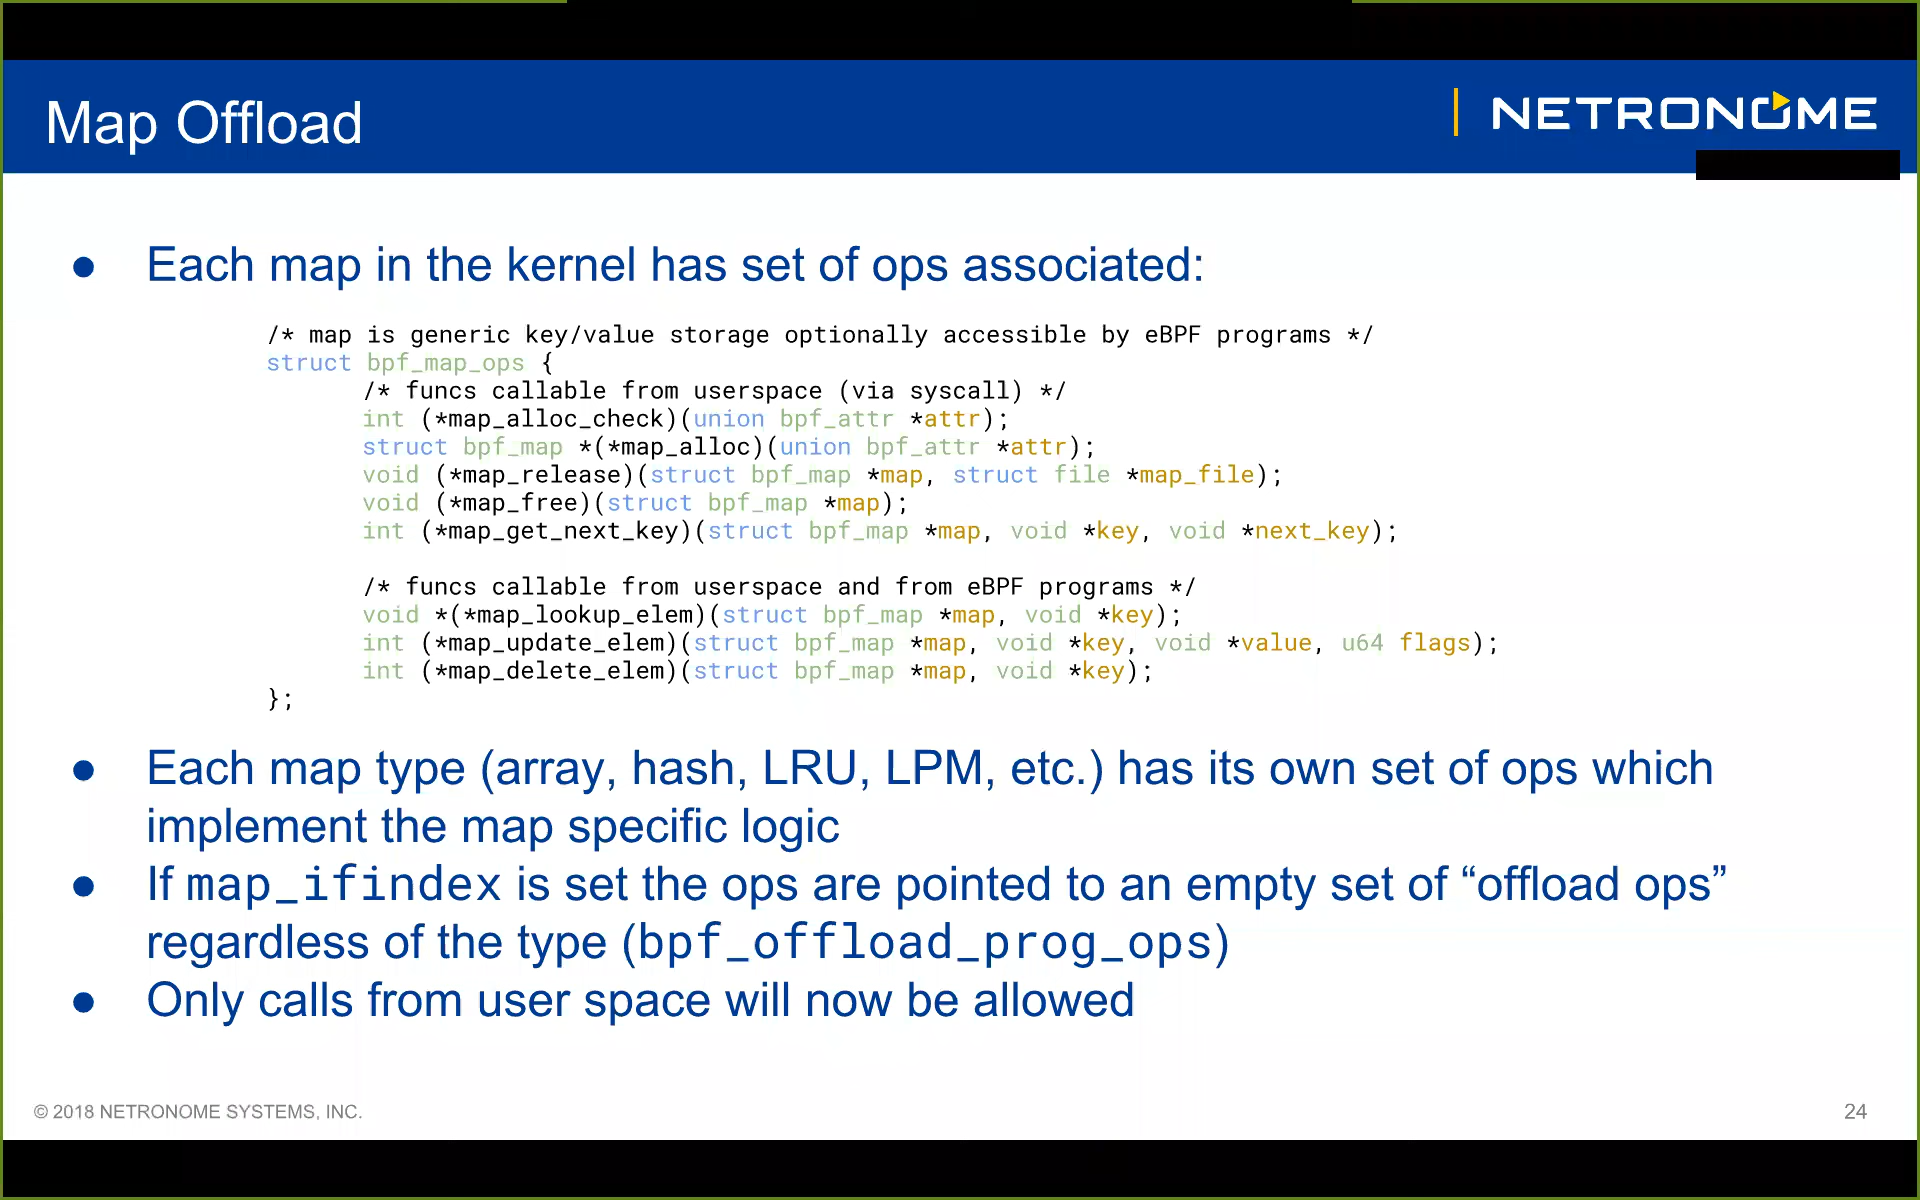 Map Offload
NETRONOME
● Each map in the kernel has set of ops associated:
/* map is generic key/value storage optionally accessible by eBPF programs */
struct bpf_map_ops {
/* funcs callable from userspace (via syscall) */
int (*map_alloc_check)(union bpf_attr *attr);
struct bpf_map *(*map_alloc)(union bpf_attr *attr);
void (*map_release)(struct bpf_map *map, struct file *map_file);
void (*map_free)(struct bpf_map *map);
int (*map_get_next_key)(struct bpf_map *map, void *key, void *next_key);
/* funcs callable from userspace and from eBPF programs */
void *(*map_lookup_elem)(struct bpf_map *map, void *key);
int (*map_update_elem)(struct bpf_map *map, void *key, void *value, u64 flags);
int (*map_delete_elem)(struct bpf_map *map, void *key);
};
● Each map type (array, hash, LRU, LPM, etc.) has its own set of ops which
implement the map specific logic
● If map_ifindex is set the ops are pointed to an empty set of “offload ops”
regardless of the type (bpf_offload_prog_ops)
● Only calls from user space will now be allowed
© 2018 NETRONOME SYSTEMS, INC.
24